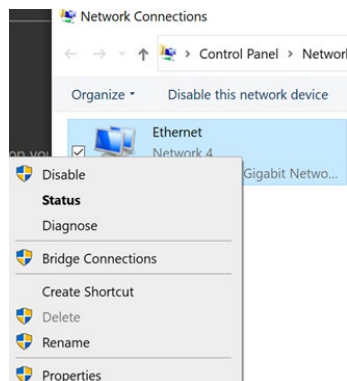 Network Connections
Control Panel > Network
Organize
Disable this network device
Ethernet
Network 4
Gigabit Netwo...
Disable
Status
Diagnose
Bridge Connections
Create Shortcut
Delete
Rename
Properties